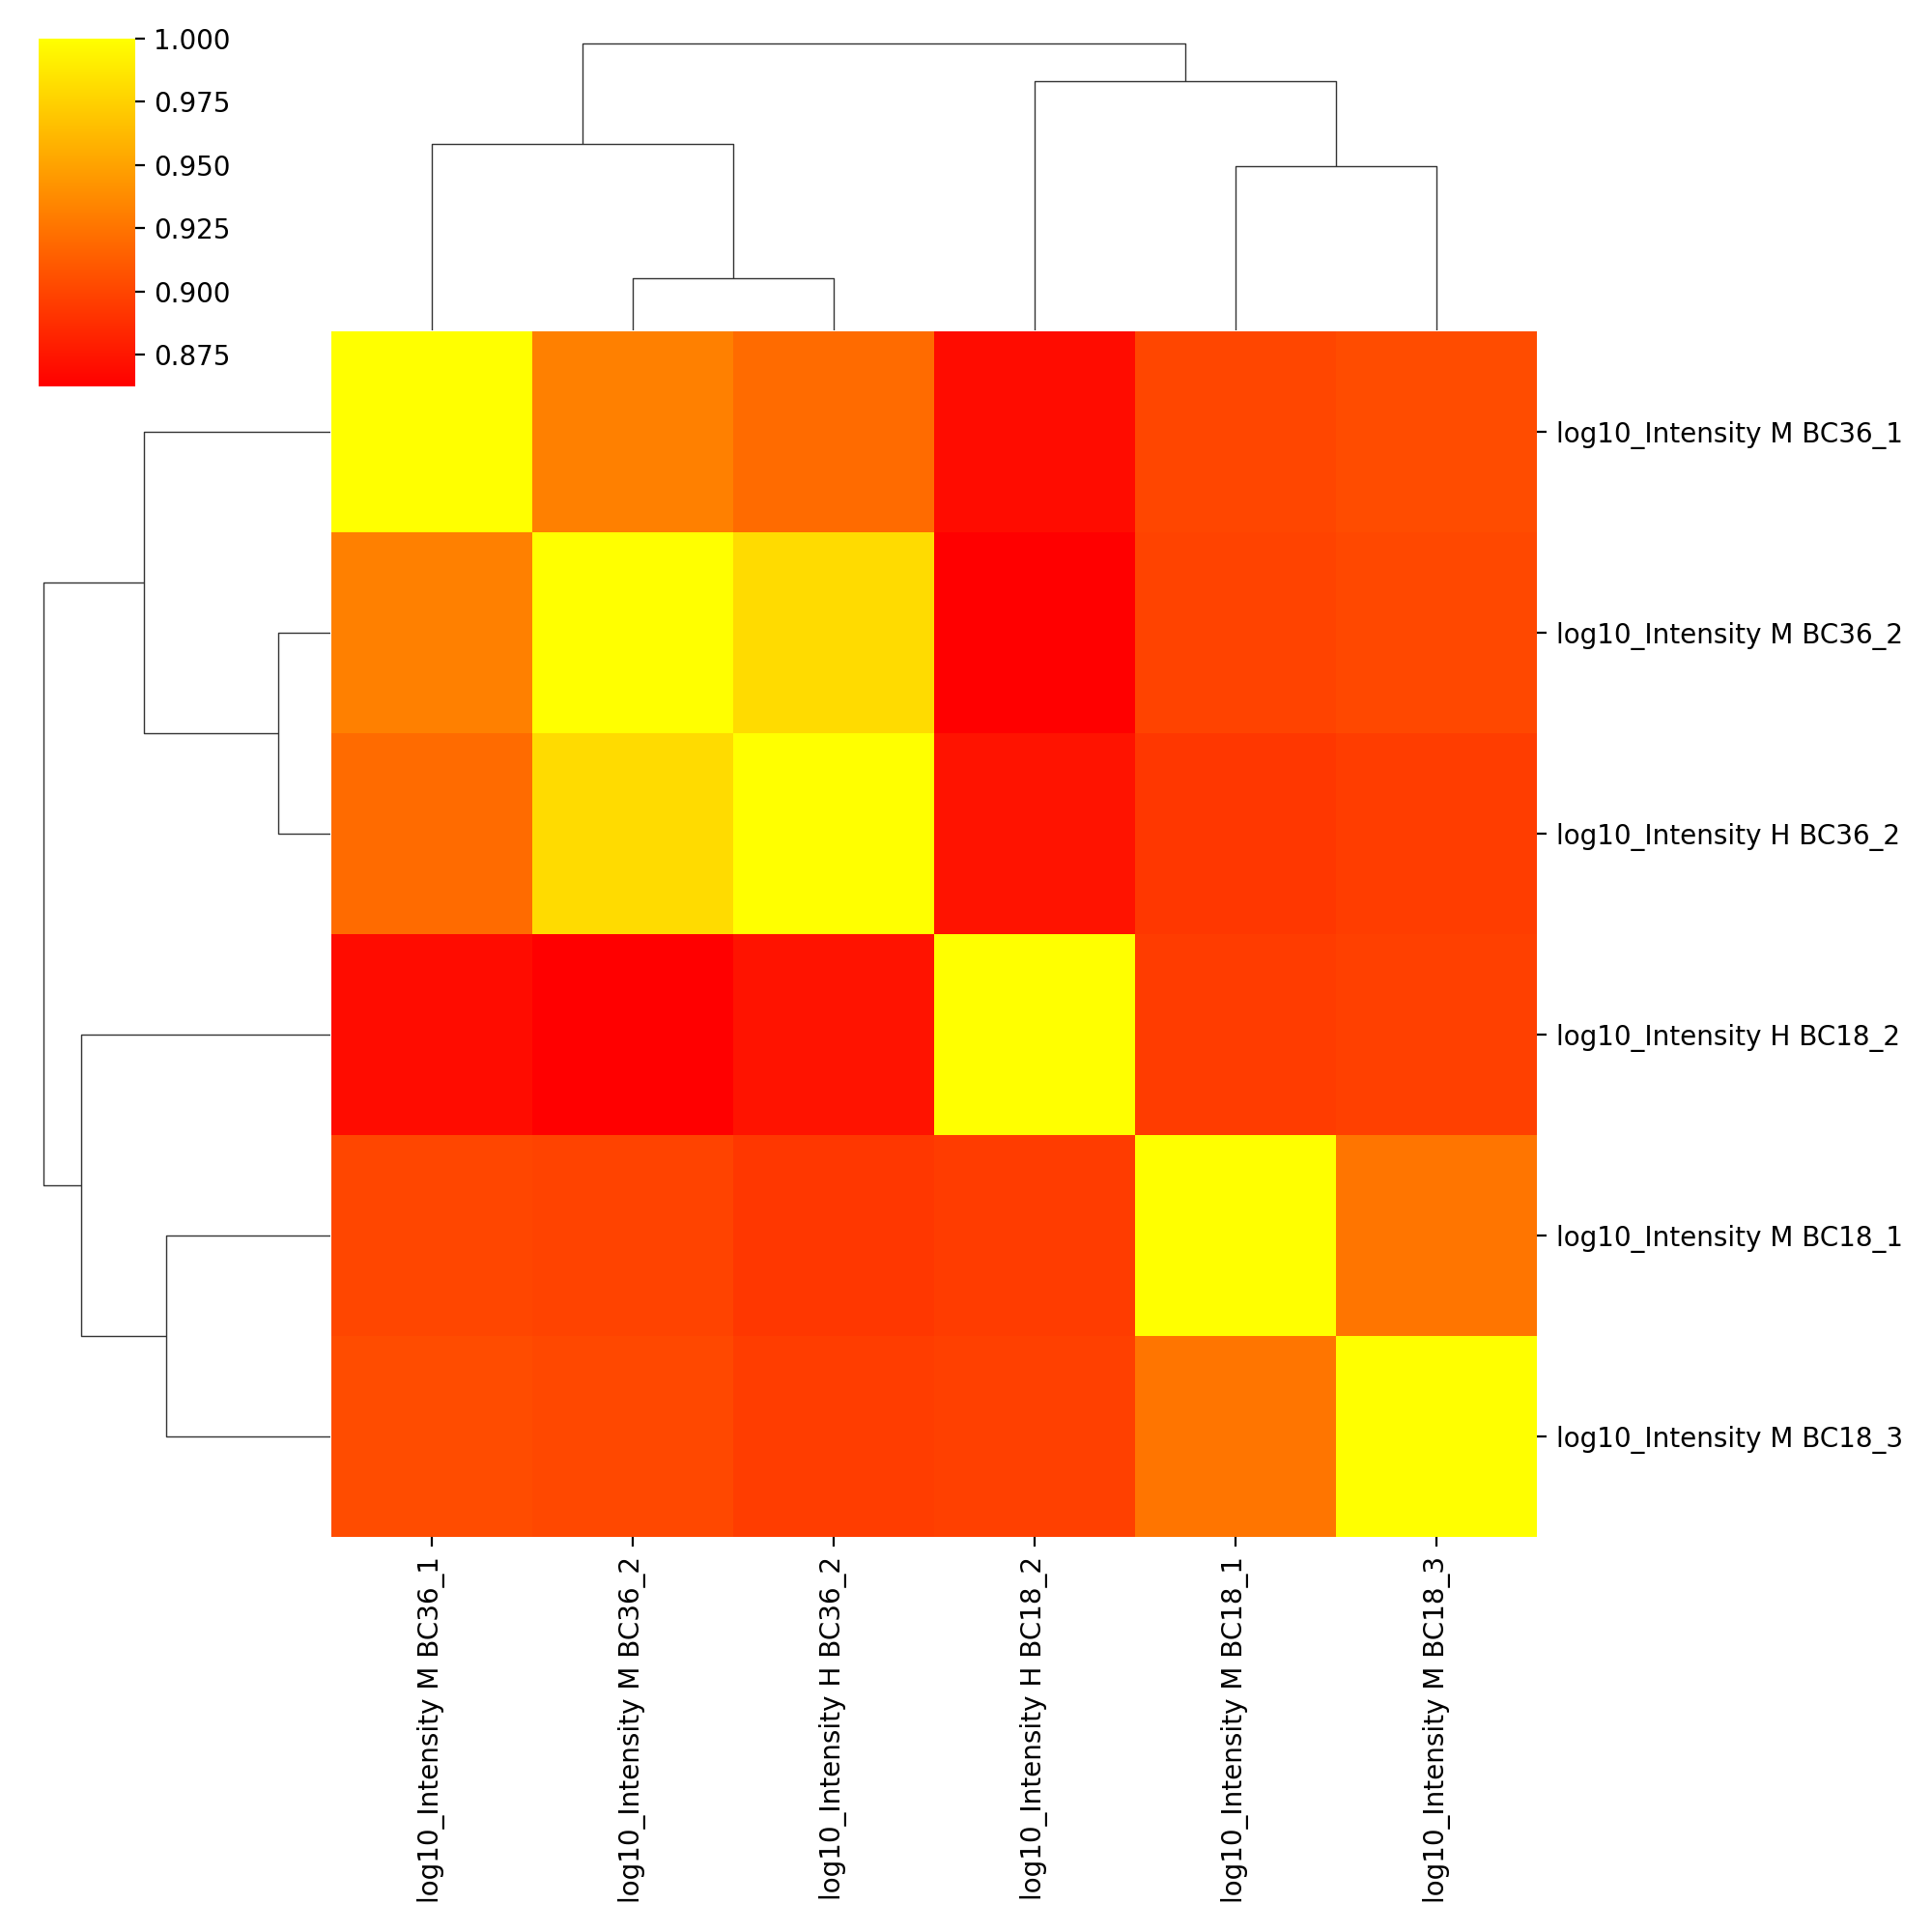 1.000
0.975
0.950
0.925
0.900
0.875
log10_Intensity M BC36_1
log10_Intensity M BC36_2
log10_Intensity H BC36_2
log10_Intensity H BC18_2
log10_Intensity M BC18_1
log10_Intensity M BC18_3
log10_Intensity M BC36_1
log10_Intensity M BC36_2
log10_Intensity H BC36_2
log10_Intensity H BC18_2
log10_Intensity M BC18_1
log10_Intensity M BC18_3